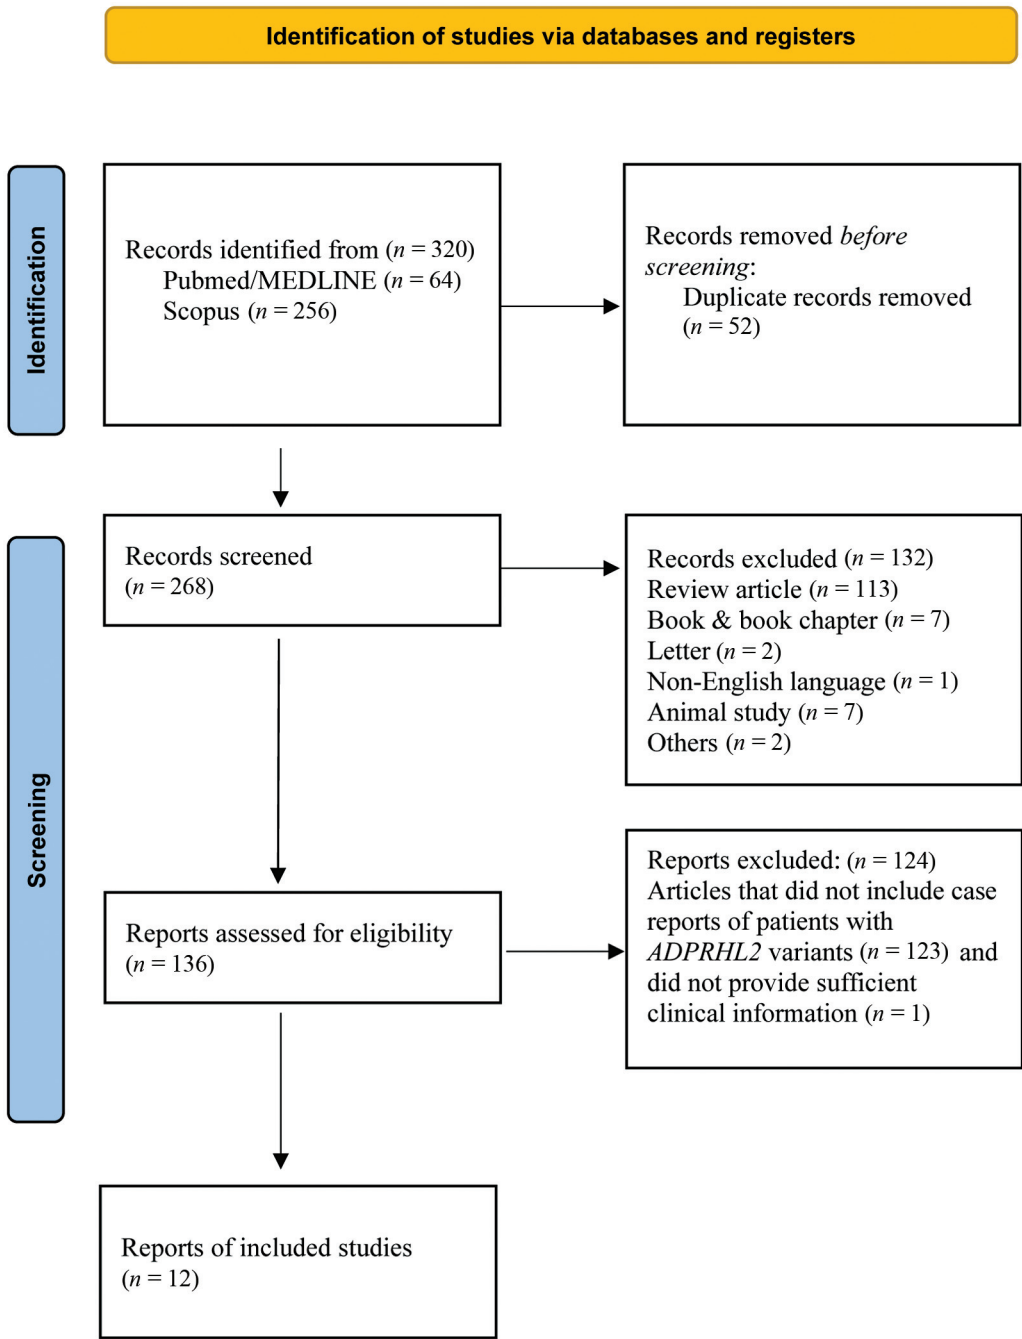 Identification of studies via databases and registers
Identification
Records identified from (n = 320)
Pubmed/MEDLINE (n = 64)
Scopus (n = 256)
Records removed before
screening:
Duplicate records removed
(n = 52)
Screening
Records screened
(n = 268)
Records excluded (n = 132)
Review article (n = 113)
Book & book chapter (n = 7)
Letter (n = 2)
Non-English language (n = 1)
Animal study (n = 7)
Others (n = 2)
Reports assessed for eligibility
(n = 136)
Reports excluded: (n = 124)
Articles that did not include case
reports of patients with
ADPRHL2 variants (n = 123) and
did not provide sufficient
clinical information (n = 1)
Reports of included studies
(n = 12)